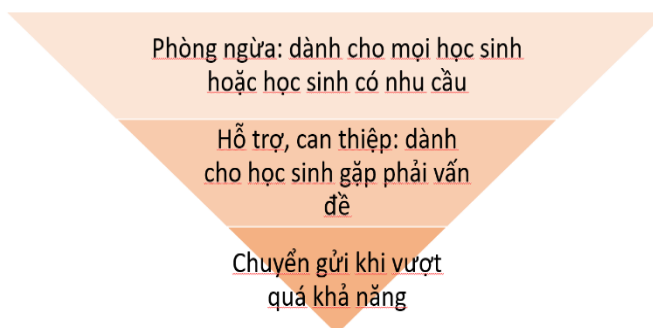 Phòng ngừa: dành cho mọi học sinh
hoặc học sinh có nhu cầu
Hỗ trợ, can thiệp: dành
cho học sinh gặp phải vấn
đề
Chuyển gửi khi vượt
quá khả năng